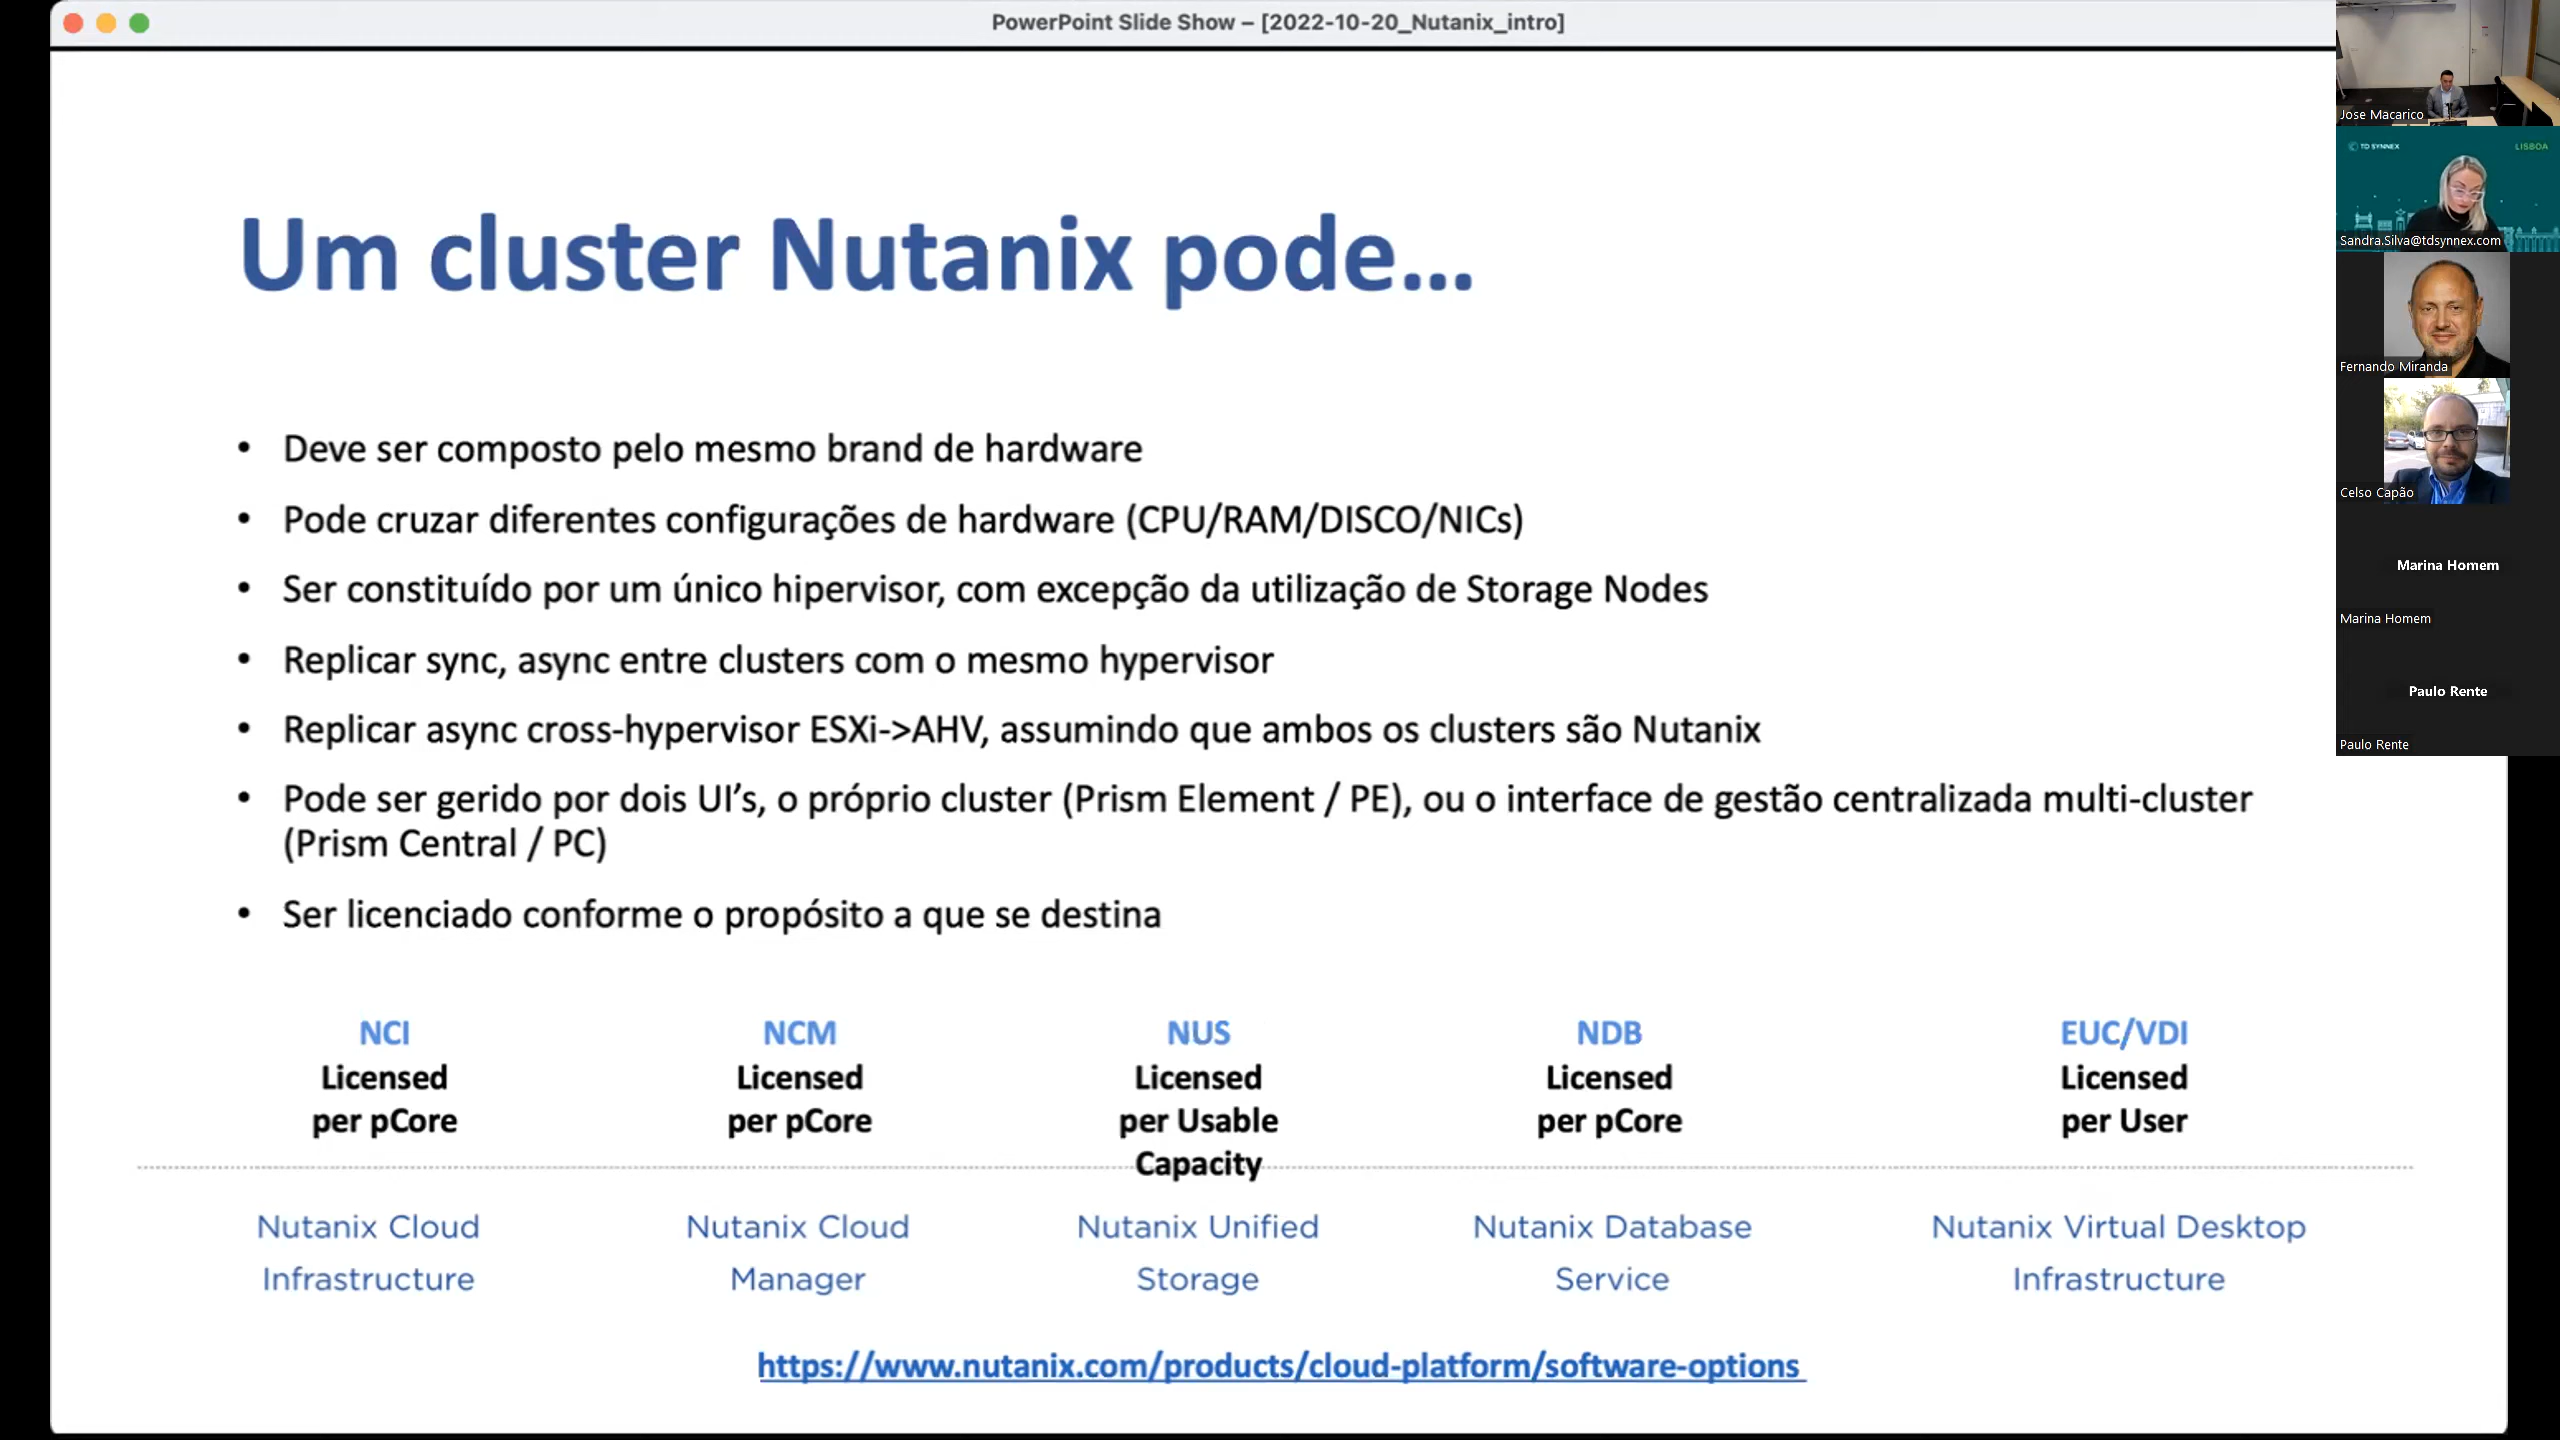 PowerPoint Slide Show – [2022-10-20_Nutanix_intro]
Um cluster Nutanix pode...
• Deve ser composto pelo mesmo brand de hardware
• Pode cruzar diferentes configurações de hardware (CPU/RAM/DISCO/NICs)
• Ser constituído por um único hipervisor, com excepção da utilização de Storage Nodes
• Replicar sync, async entre clusters com o mesmo hypervisor
• Replicar async cross-hypervisor ESXi->AHV, assumindo que ambos os clusters são Nutanix
• Pode ser gerido por dois UI’s, o próprio cluster (Prism Element / PE), ou o interface de gestão centralizada multi-cluster
(Prism Central / PC)
• Ser licenciado conforme o propósito a que se destina
NCI
Licensed
per pCore
Nutanix Cloud
Infrastructure
NCM
Licensed
per pCore
Nutanix Cloud
Manager
NUS
Licensed
per Usable
Capacity
Nutanix Unified
Storage
NDB
Licensed
per pCore
Nutanix Database
Service
EUC/VDI
Licensed
per User
Nutanix Virtual Desktop
Infrastructure
https://www.nutanix.com/products/cloud-platform/software-options
Jose Macarico
TD SYNNEX
LISBOA
Sandra.Silva@tdsynnex.com
Fernando Miranda
Celso Capão
Marina Homem
Marina Homem
Paulo Rente
Paulo Rente